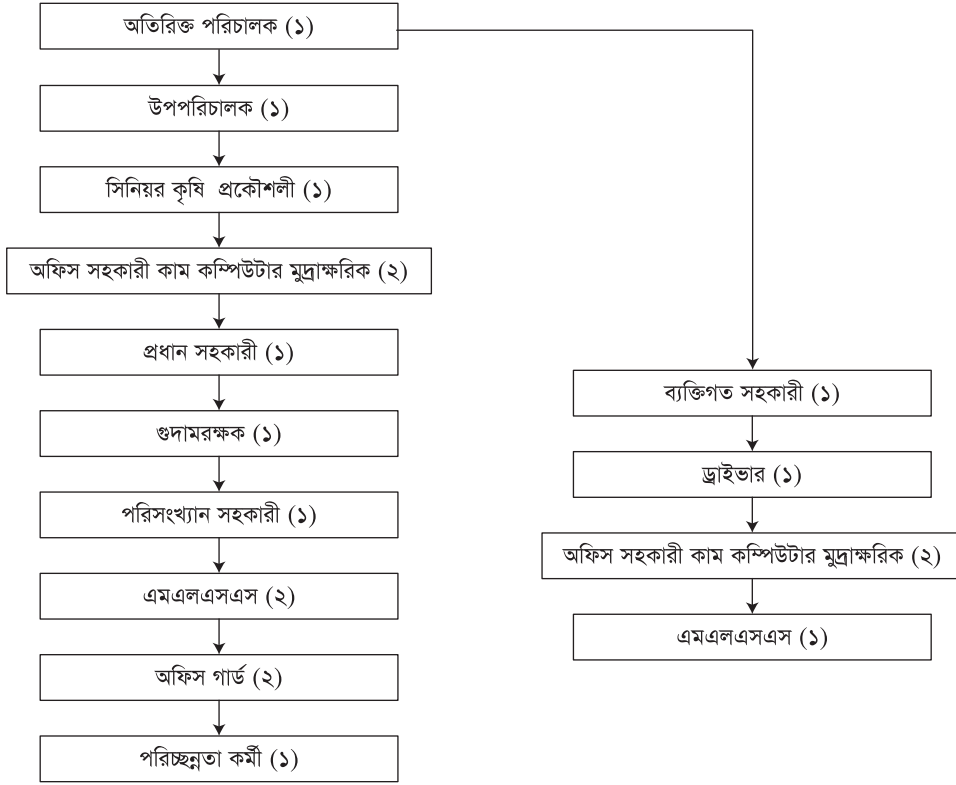 অতিরিক্ত পরিচালক (১)
উপপরিচালক (১)
সিনিয়র কৃষি প্রকৌশলী (১)
অফিস সহকারী কাম কম্পিউটার মুদ্রাক্ষরিক (২)
প্রধান সহকারী (১)
গুদামরক্ষক (১)
পরিসংখ্যান সহকারী (১)
এমএলএসএস (২)
অফিস গার্ড (২)
পরিচ্ছন্নতা কর্মী (১)
ব্যক্তিগত সহকারী (১)
ড্রাইভার (১)
অফিস সহকারী কাম কম্পিউটার মুদ্রাক্ষরিক (২)
এমএলএসএস (১)